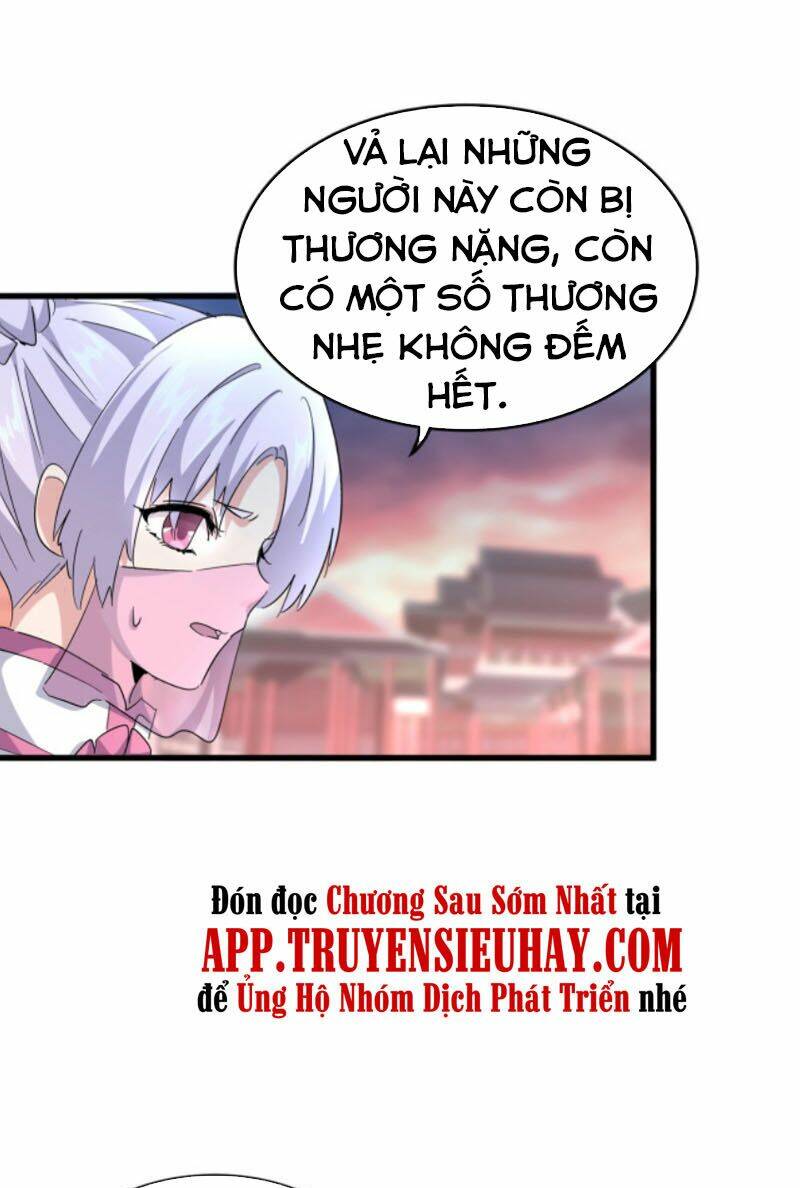 VẢ LẠI NHỮNG
NGƯỜI NÀY CÒN BỊ
THƯƠNG NẶNG, CÒN
CÓ MỘT SỐ THƯƠNG
NHẸ KHÔNG ĐẾM
HẾT.
Đón đọc Chương Sau Sớm Nhất tại
APP.TRUYENSIEUHAY.COM
để Ủng Hộ Nhóm Dịch Phát Triển nhé